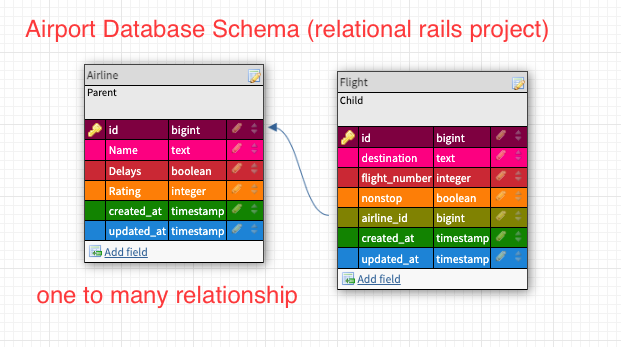 Airport Database Schema (relational rails project)
Airline
Parent
id bigint
Name text
Delays boolean
Rating integer
created_at timestamp
updated_at timestamp
Add field
Flight
Child
id bigint
destination text
flight_number integer
nonstop boolean
airline_id bigint
created_at timestamp
updated_at timestamp
Add field
one to many relationship